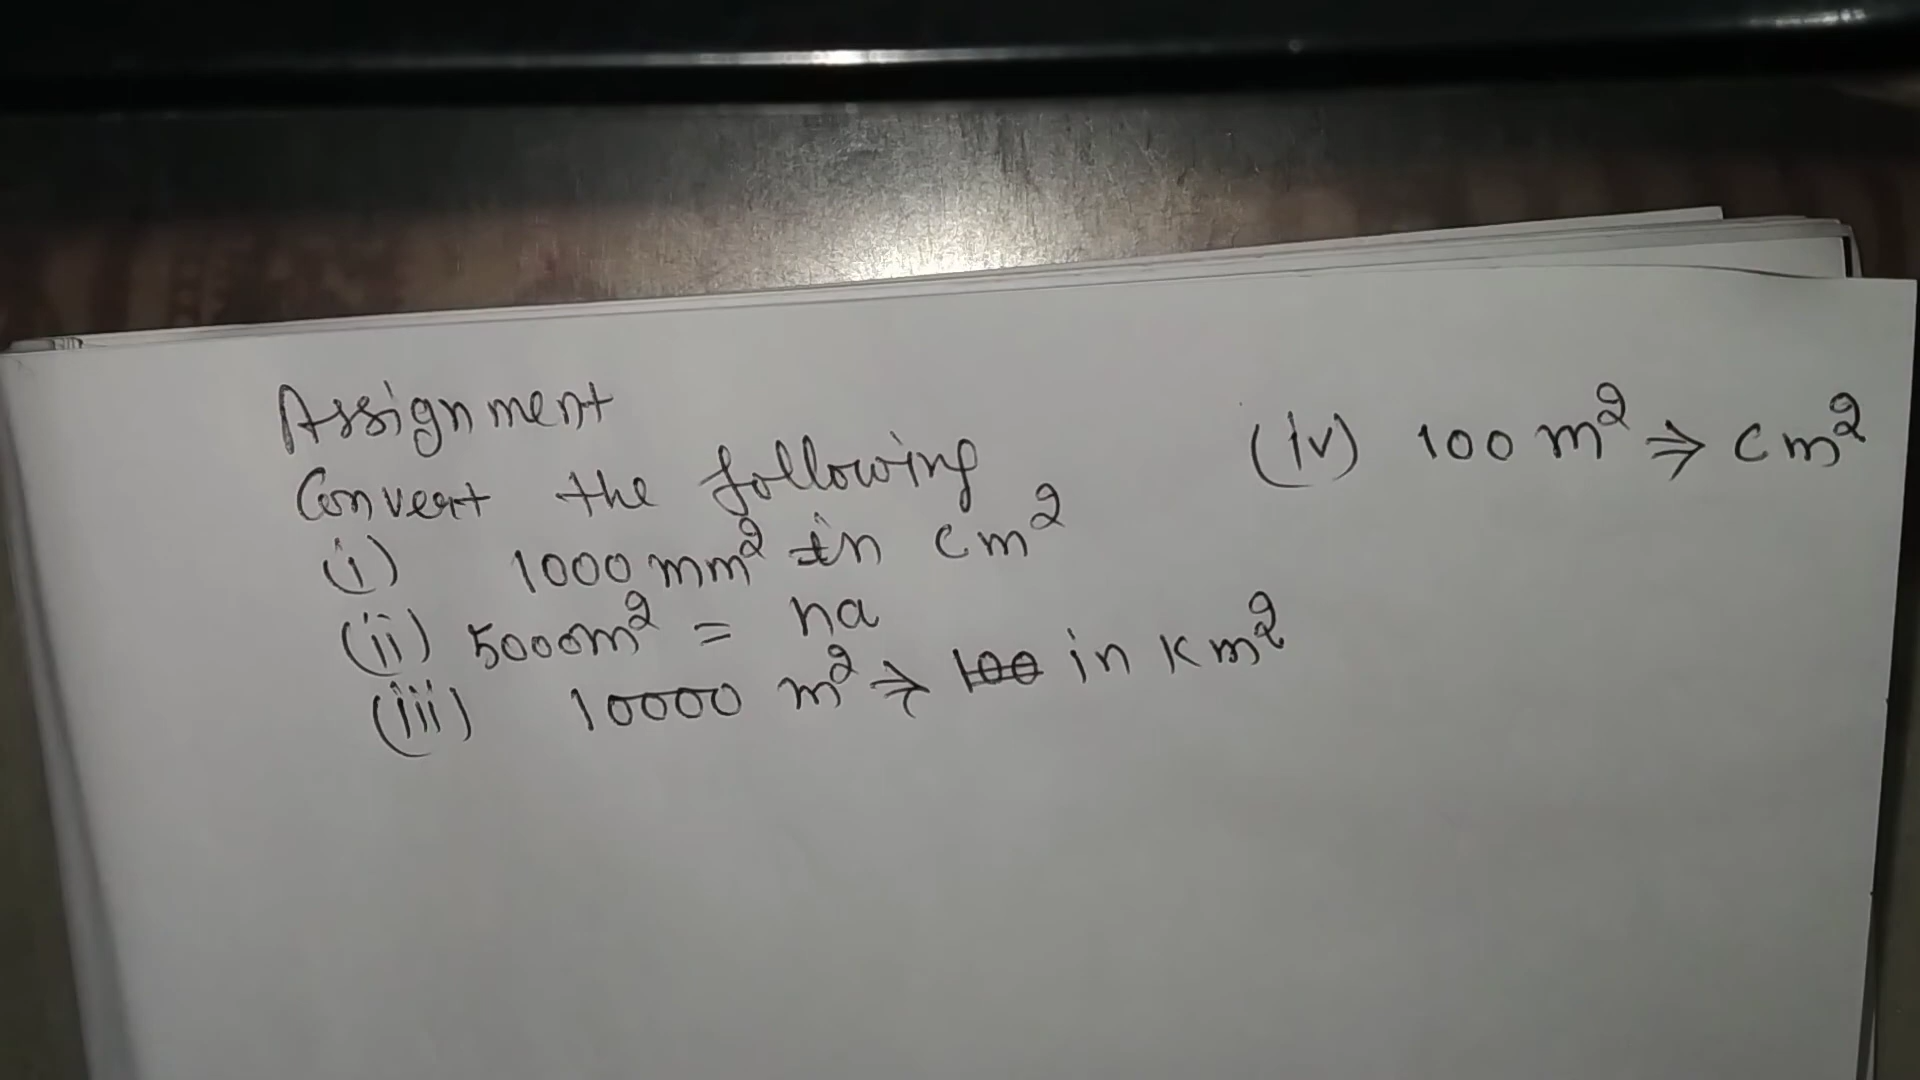 Assignment
Convert the following
(i) 1000 mm² in cm²
(ii) 5000m² = ha
(iii) 10000 m² ⇒ 100 in Km²
(iv) 100 m² ⇒ cm²